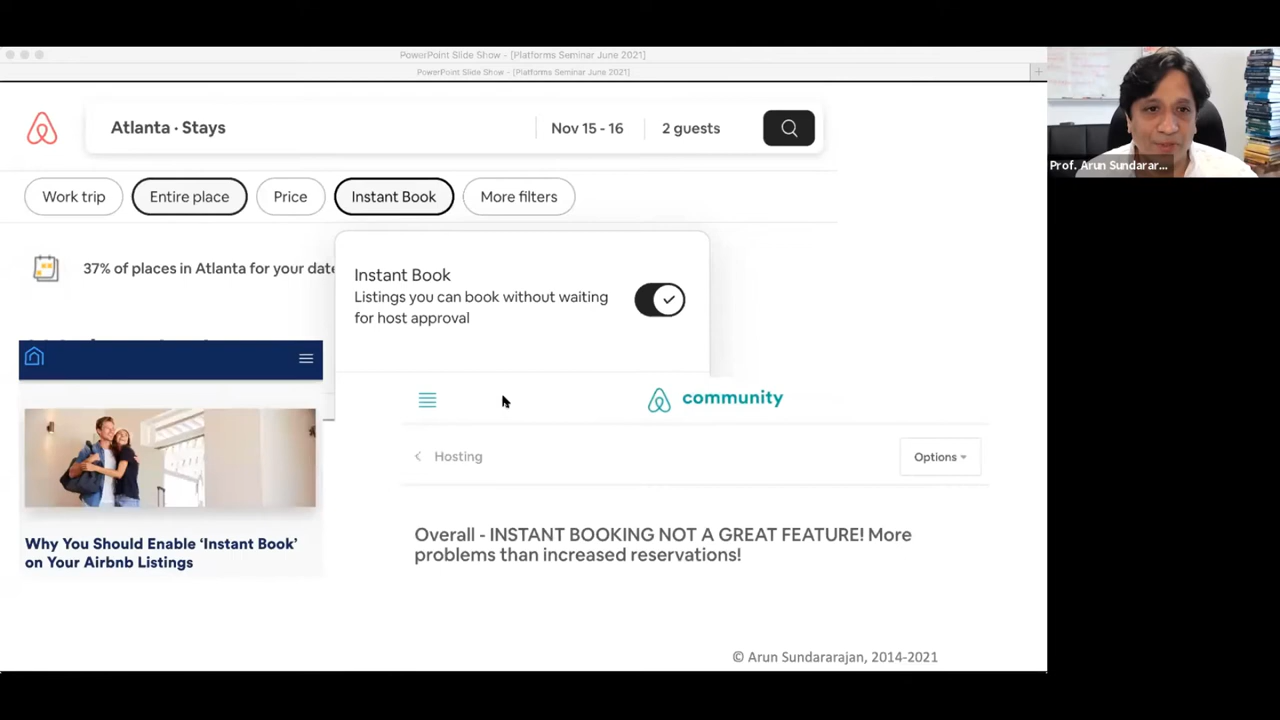 PowerPoint Slide Show - [Platforms Seminar June 2021]
PowerPoint Slide Show - [Platforms Seminar June 2021]
Atlanta · Stays
Nov 15 - 16
2 guests
Work trip
Entire place
Price
Instant Book
More filters
37% of places in Atlanta for your date
Instant Book
Listings you can book without waiting
for host approval
community
Hosting
Options
Why You Should Enable ‘Instant Book’
on Your Airbnb Listings
Overall - INSTANT BOOKING NOT A GREAT FEATURE! More
problems than increased reservations!
© Arun Sundararajan, 2014-2021
Prof. Arun Sundarar...